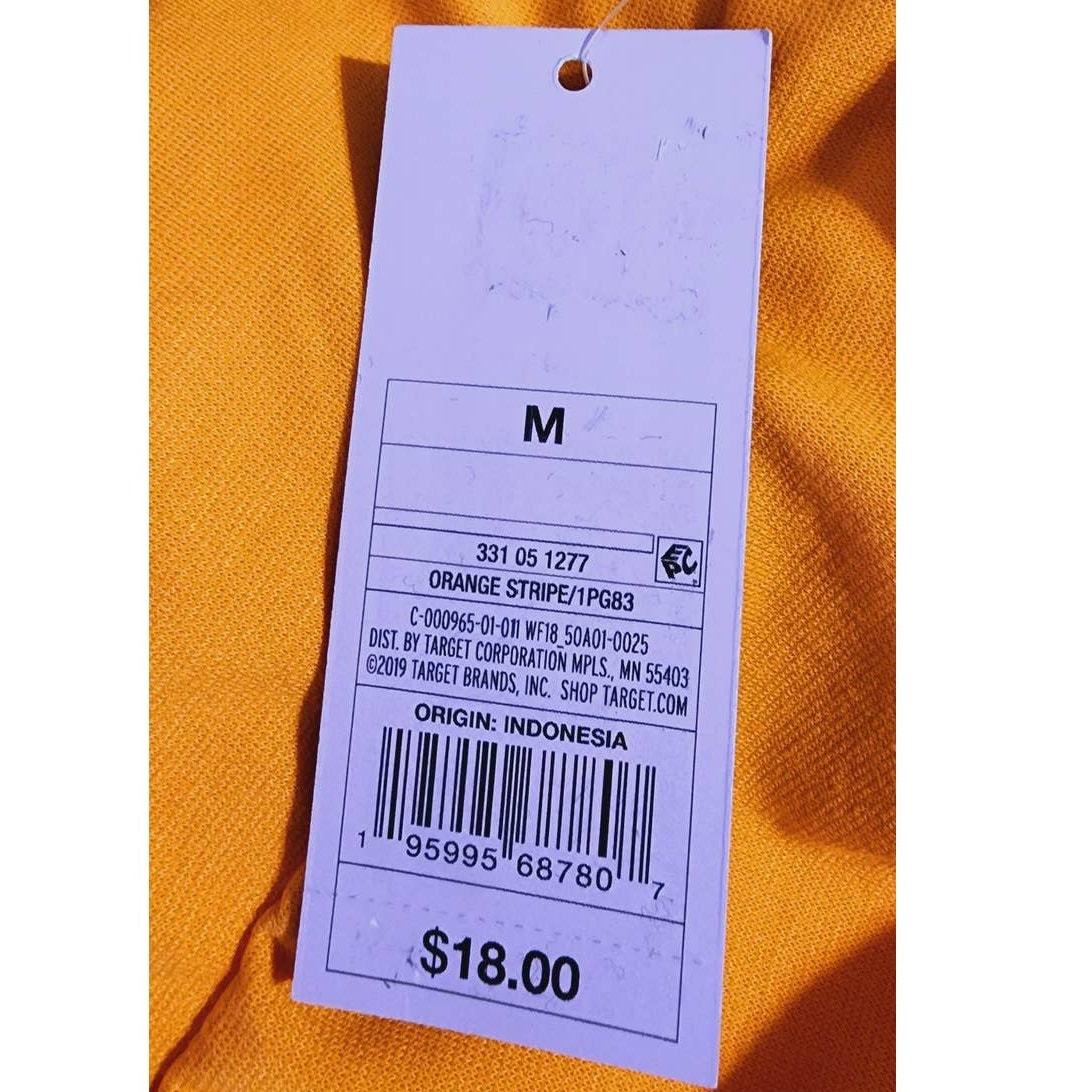 M
331 05 1277
EPC
ORANGE STRIPE/1PG83
C-000965-01-011 WF18_50A01-0025
DIST. BY TARGET CORPORATION MPLS., MN 55403
©2019 TARGET BRANDS, INC. SHOP TARGET.COM
ORIGIN: INDONESIA
1 95995 68780 7
$18.00